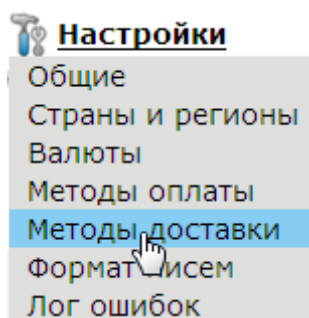 Настройки
Общие
Страны и регионы
Валюты
Методы оплаты
Методы доставки
Формат писем
Лог ошибок